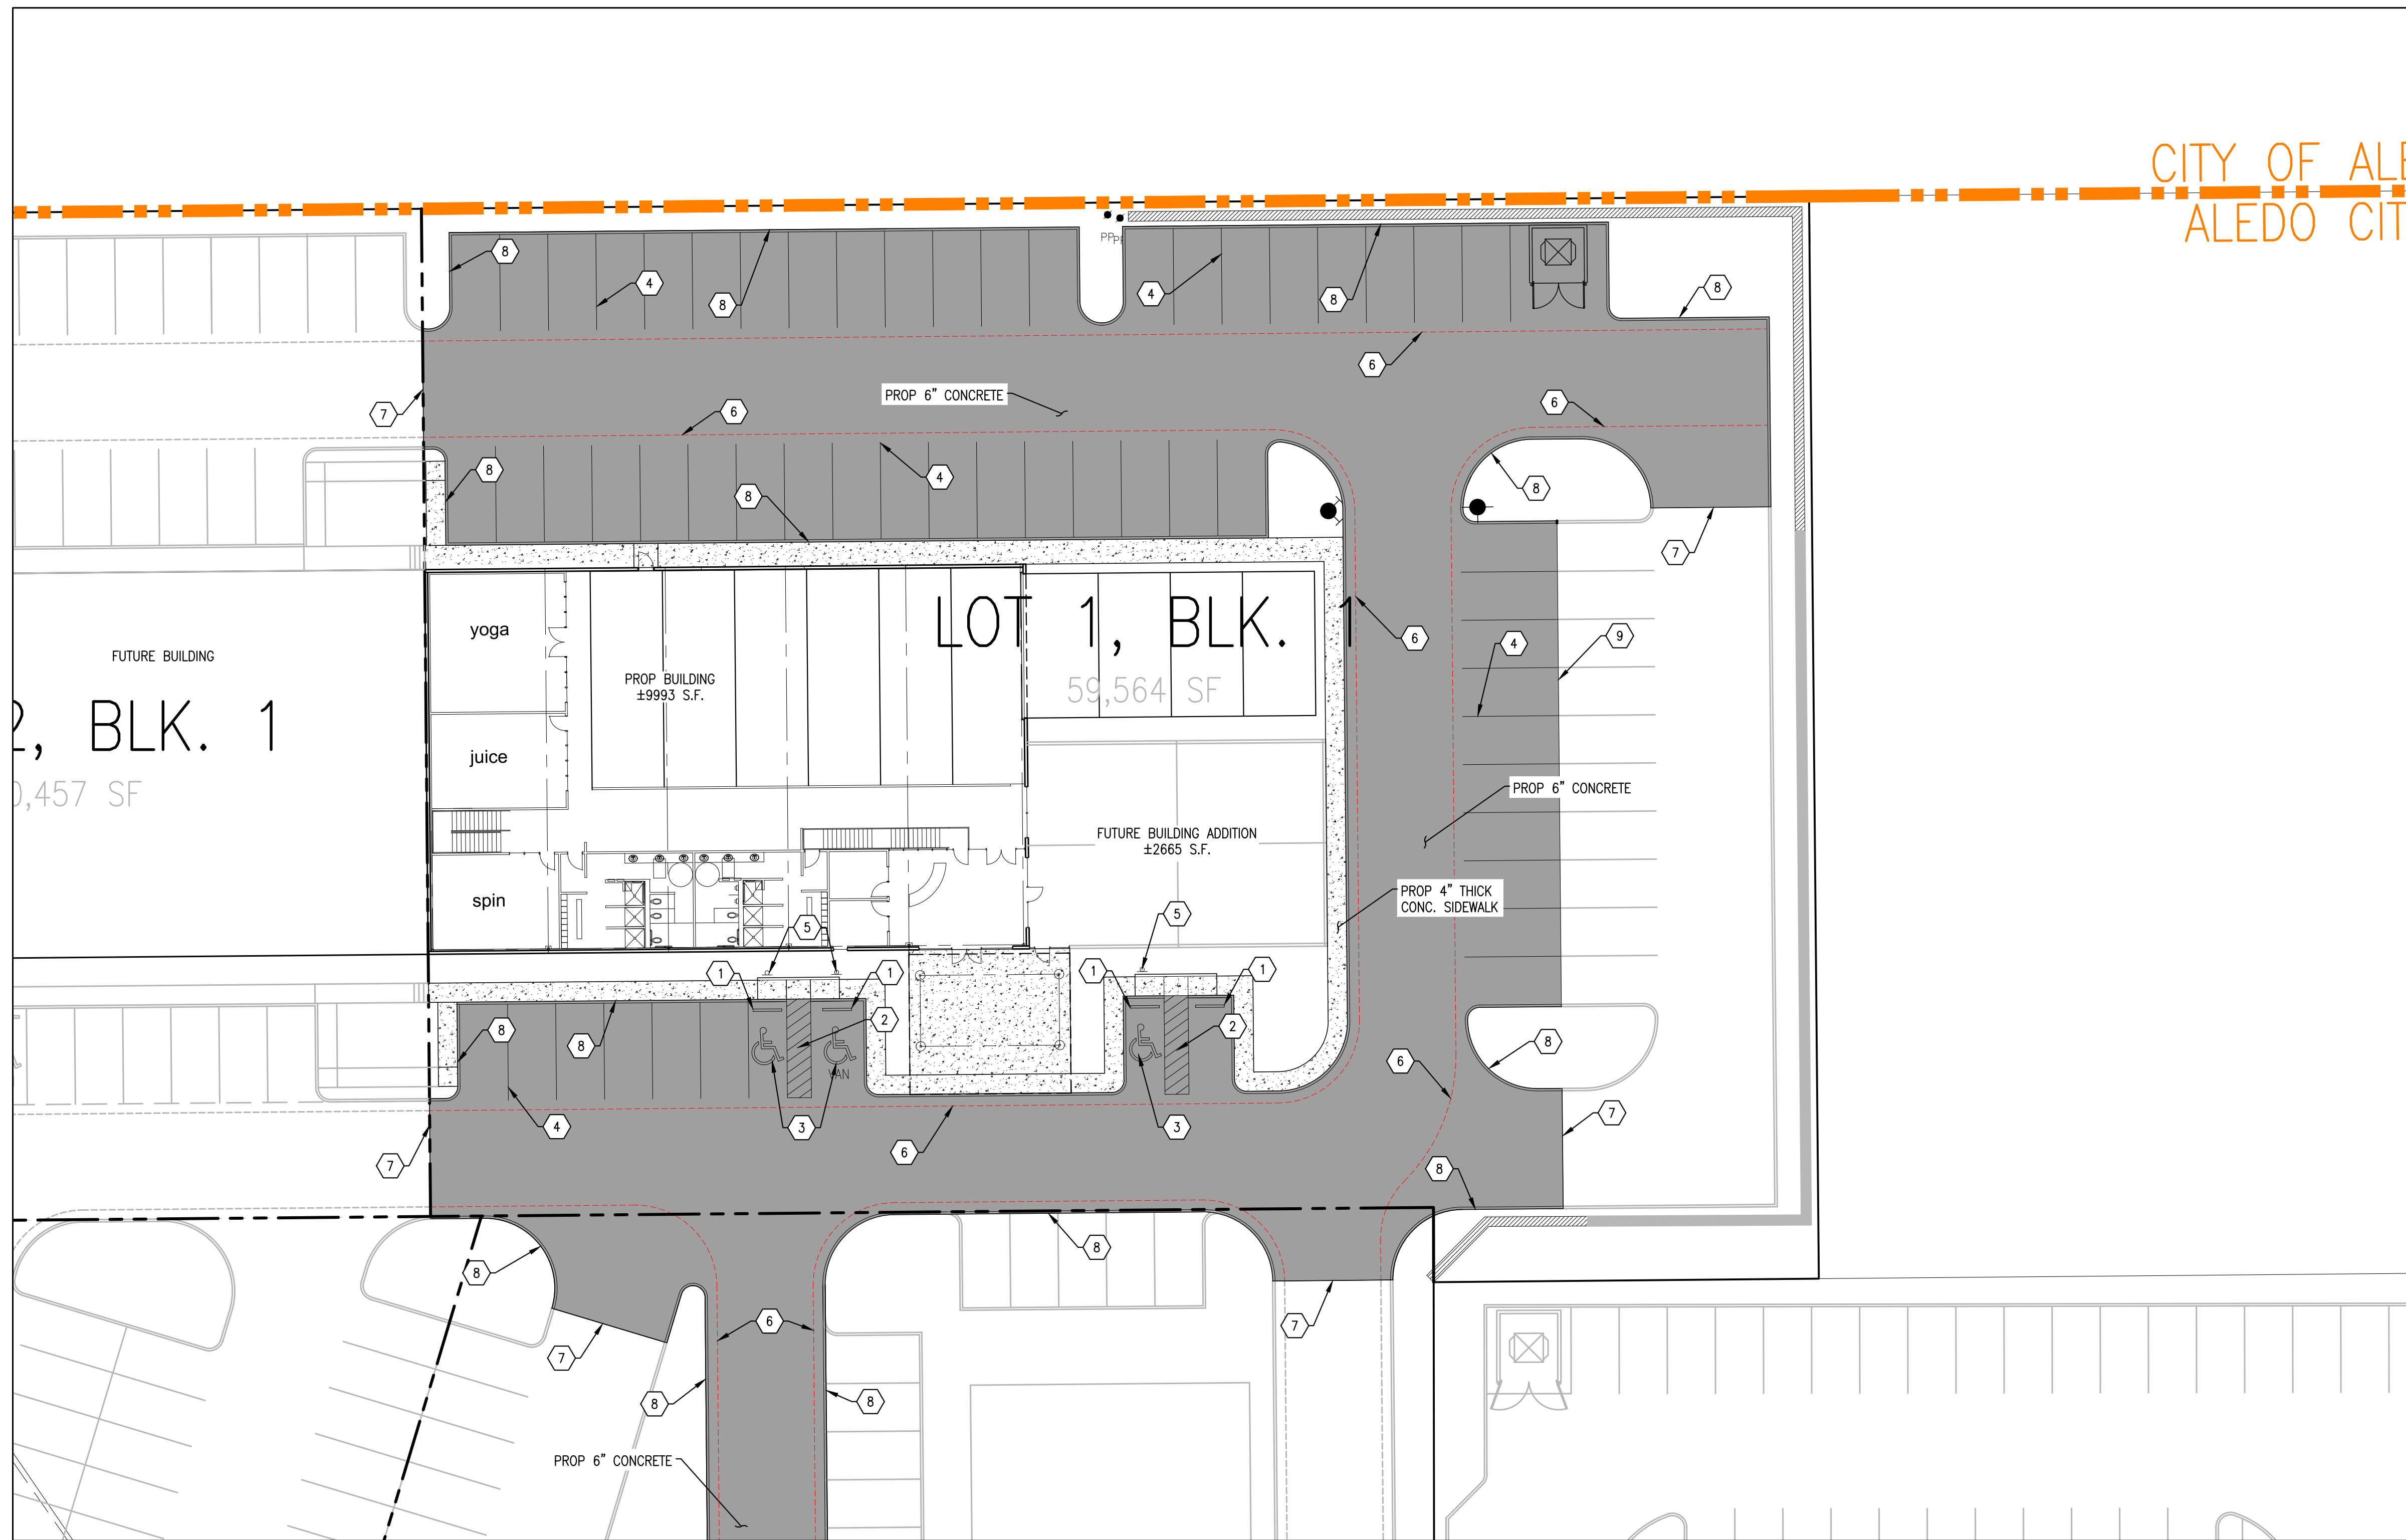 CITY OF ALE
ALEDO CIT
PP
PP
8
8
4
8
4
8
6
7
6
PROP 6" CONCRETE
6
8
8
4
8
7
yoga
LOT 1, BLK. 1
59,564 SF
6
4
9
FUTURE BUILDING
PROP BUILDING
±9993 S.F.
2, BLK. 1
0,457 SF
juice
PROP 6" CONCRETE
FUTURE BUILDING ADDITION
±2665 S.F.
spin
PROP 4" THICK
CONC. SIDEWALK
5
5
1
1
1
1
2
2
8
8
8
VAN
6
4
3
3
7
6
7
8
8
8
7
6
7
8
8
PROP 6" CONCRETE